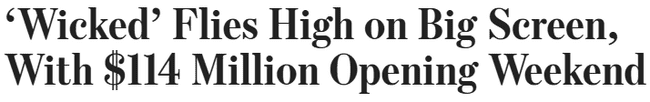 ‘Wicked’ Flies High on Big Screen,
With $114 Million Opening Weekend